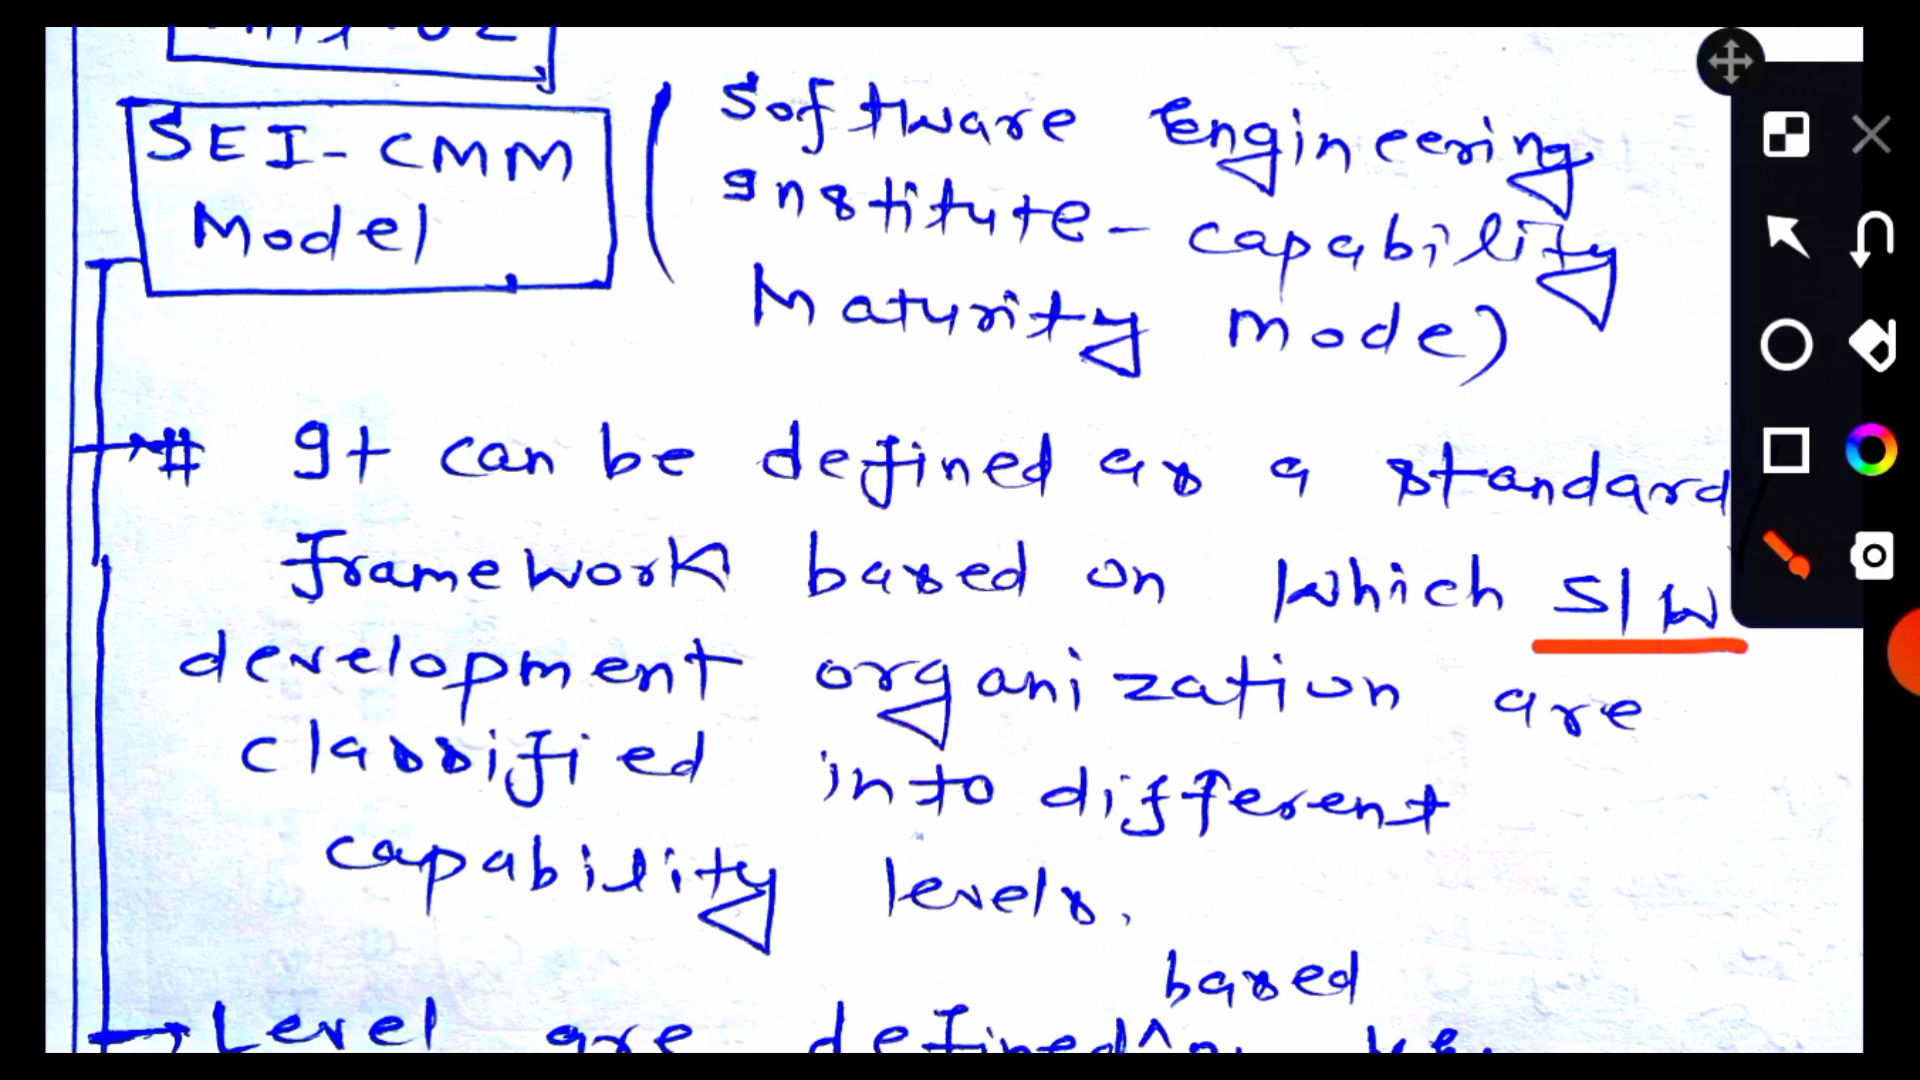 SEI-CMM
Model
(Software Engineering
Institute-capability
Maturity mode)
# It can be defined as a standard
framework based on which S/W
development organization are
classified into different
capability levels.
based
→ Level are defined^